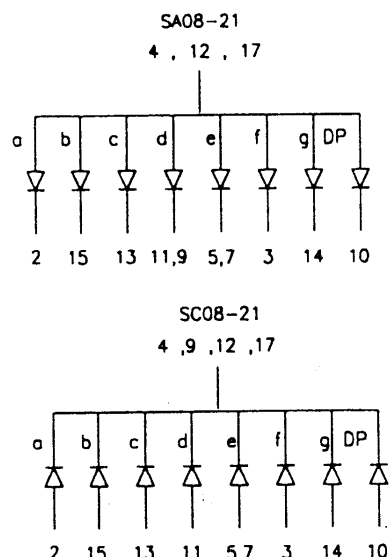 SA08-21
4 , 12 , 17
a b c d e f g DP
2 15 13 11,9 5,7 3 14 10
SC08-21
4 ,9 ,12 ,17
a b c d e f g DP
2 15 13 11 5,7 3 14 10